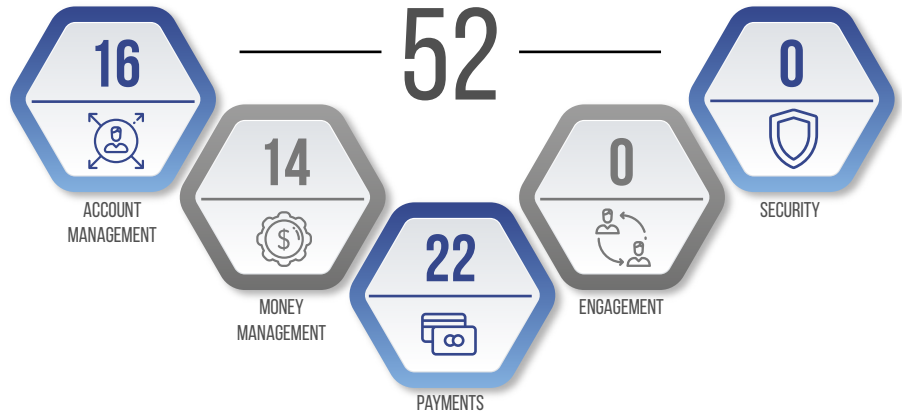 52
16
ACCOUNT
MANAGEMENT
14
$
MONEY
MANAGEMENT
22
PAYMENTS
0
ENGAGEMENT
0
SECURITY